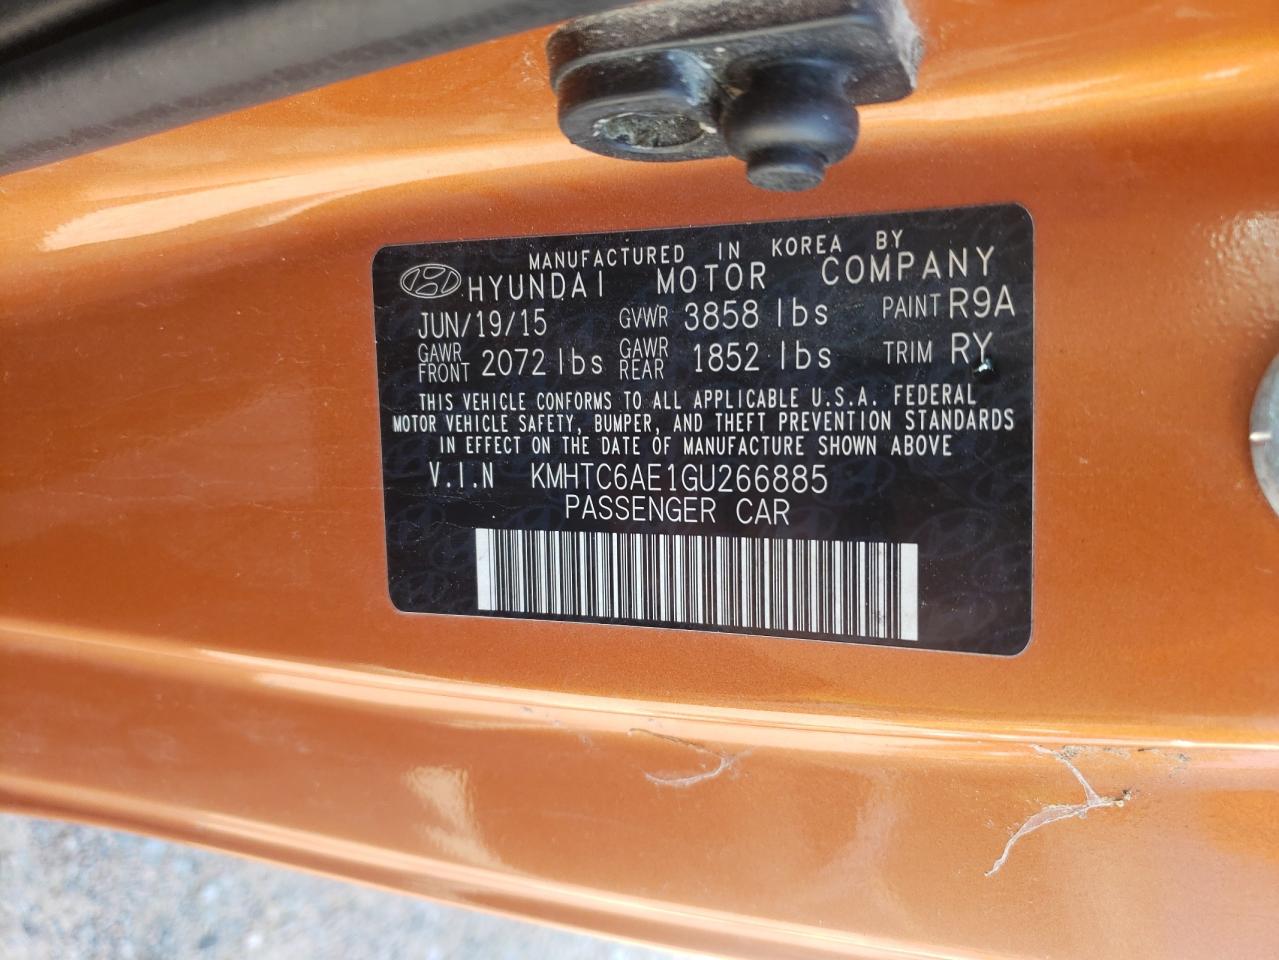 MANUFACTURED IN KOREA BY
HYUNDAI MOTOR COMPANY
JUN/19/15 GVWR 3858 lbs PAINT R9A
GAWR FRONT 2072 lbs GAWR REAR 1852 lbs TRIM RY
THIS VEHICLE CONFORMS TO ALL APPLICABLE U.S.A. FEDERAL
MOTOR VEHICLE SAFETY, BUMPER, AND THEFT PREVENTION STANDARDS
IN EFFECT ON THE DATE OF MANUFACTURE SHOWN ABOVE
V.I.N KMHTC6AE1GU266885
PASSENGER CAR